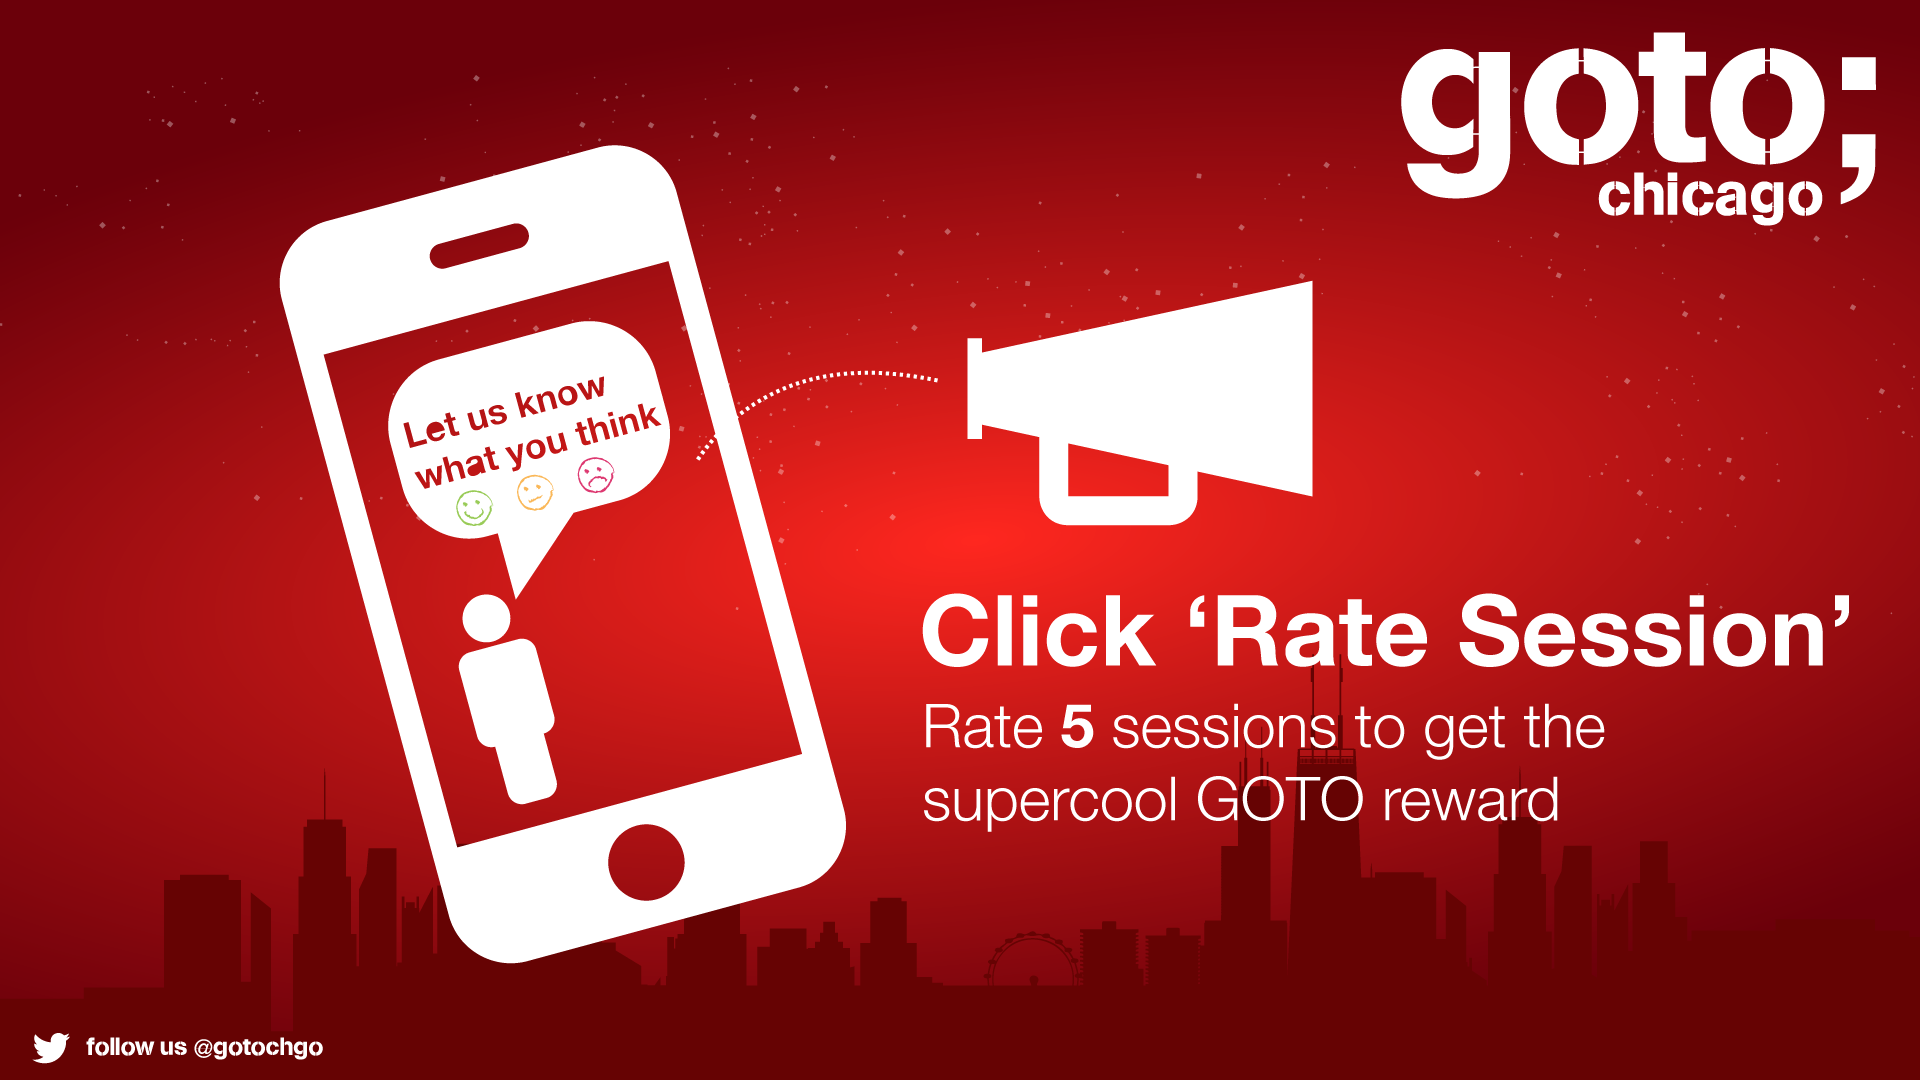 goto;
chicago
Let us know
what you think
Click ‘Rate Session’
Rate 5 sessions to get the
supercool GOTO reward
follow us @gotochgo